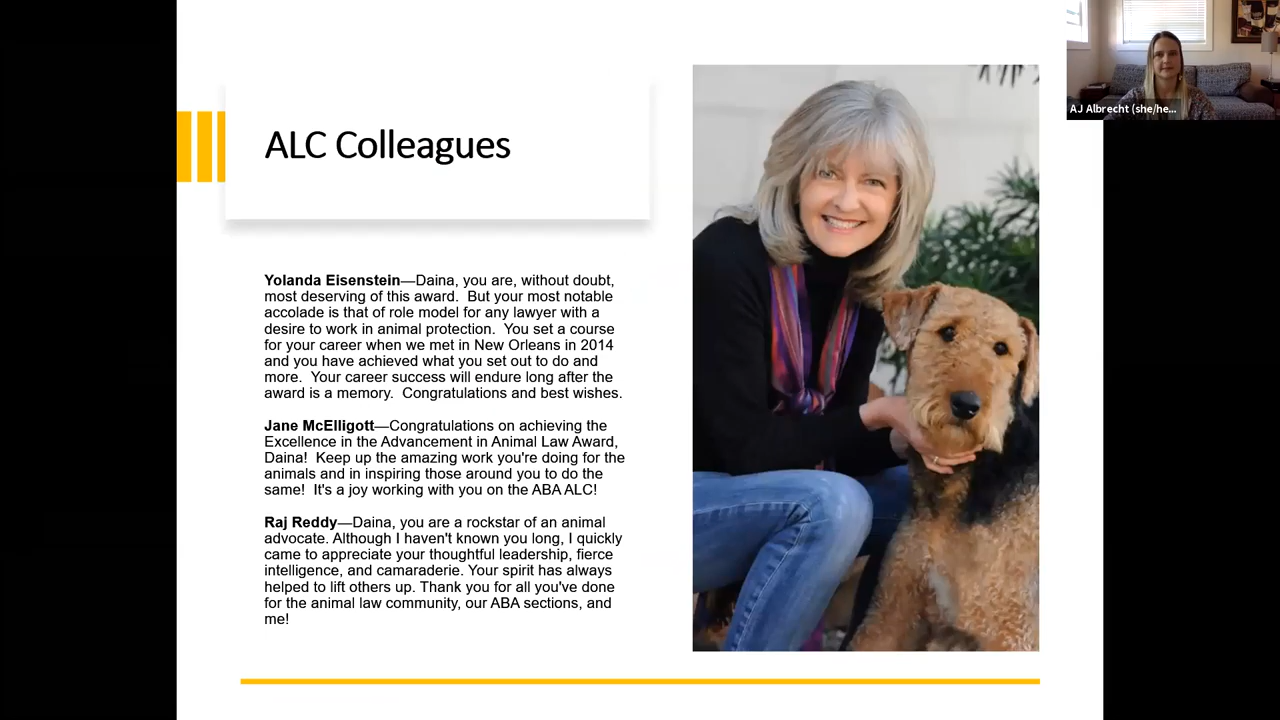 ALC Colleagues
AJ Albrecht (she/he...
Yolanda Eisenstein—Daina, you are, without doubt,
most deserving of this award.  But your most notable
accolade is that of role model for any lawyer with a
desire to work in animal protection.  You set a course
for your career when we met in New Orleans in 2014
and you have achieved what you set out to do and
more.  Your career success will endure long after the
award is a memory.  Congratulations and best wishes.
Jane McElligott—Congratulations on achieving the
Excellence in the Advancement in Animal Law Award,
Daina!  Keep up the amazing work you're doing for the
animals and in inspiring those around you to do the
same!  It's a joy working with you on the ABA ALC!
Raj Reddy—Daina, you are a rockstar of an animal
advocate. Although I haven't known you long, I quickly
came to appreciate your thoughtful leadership, fierce
intelligence, and camaraderie. Your spirit has always
helped to lift others up. Thank you for all you've done
for the animal law community, our ABA sections, and
me!